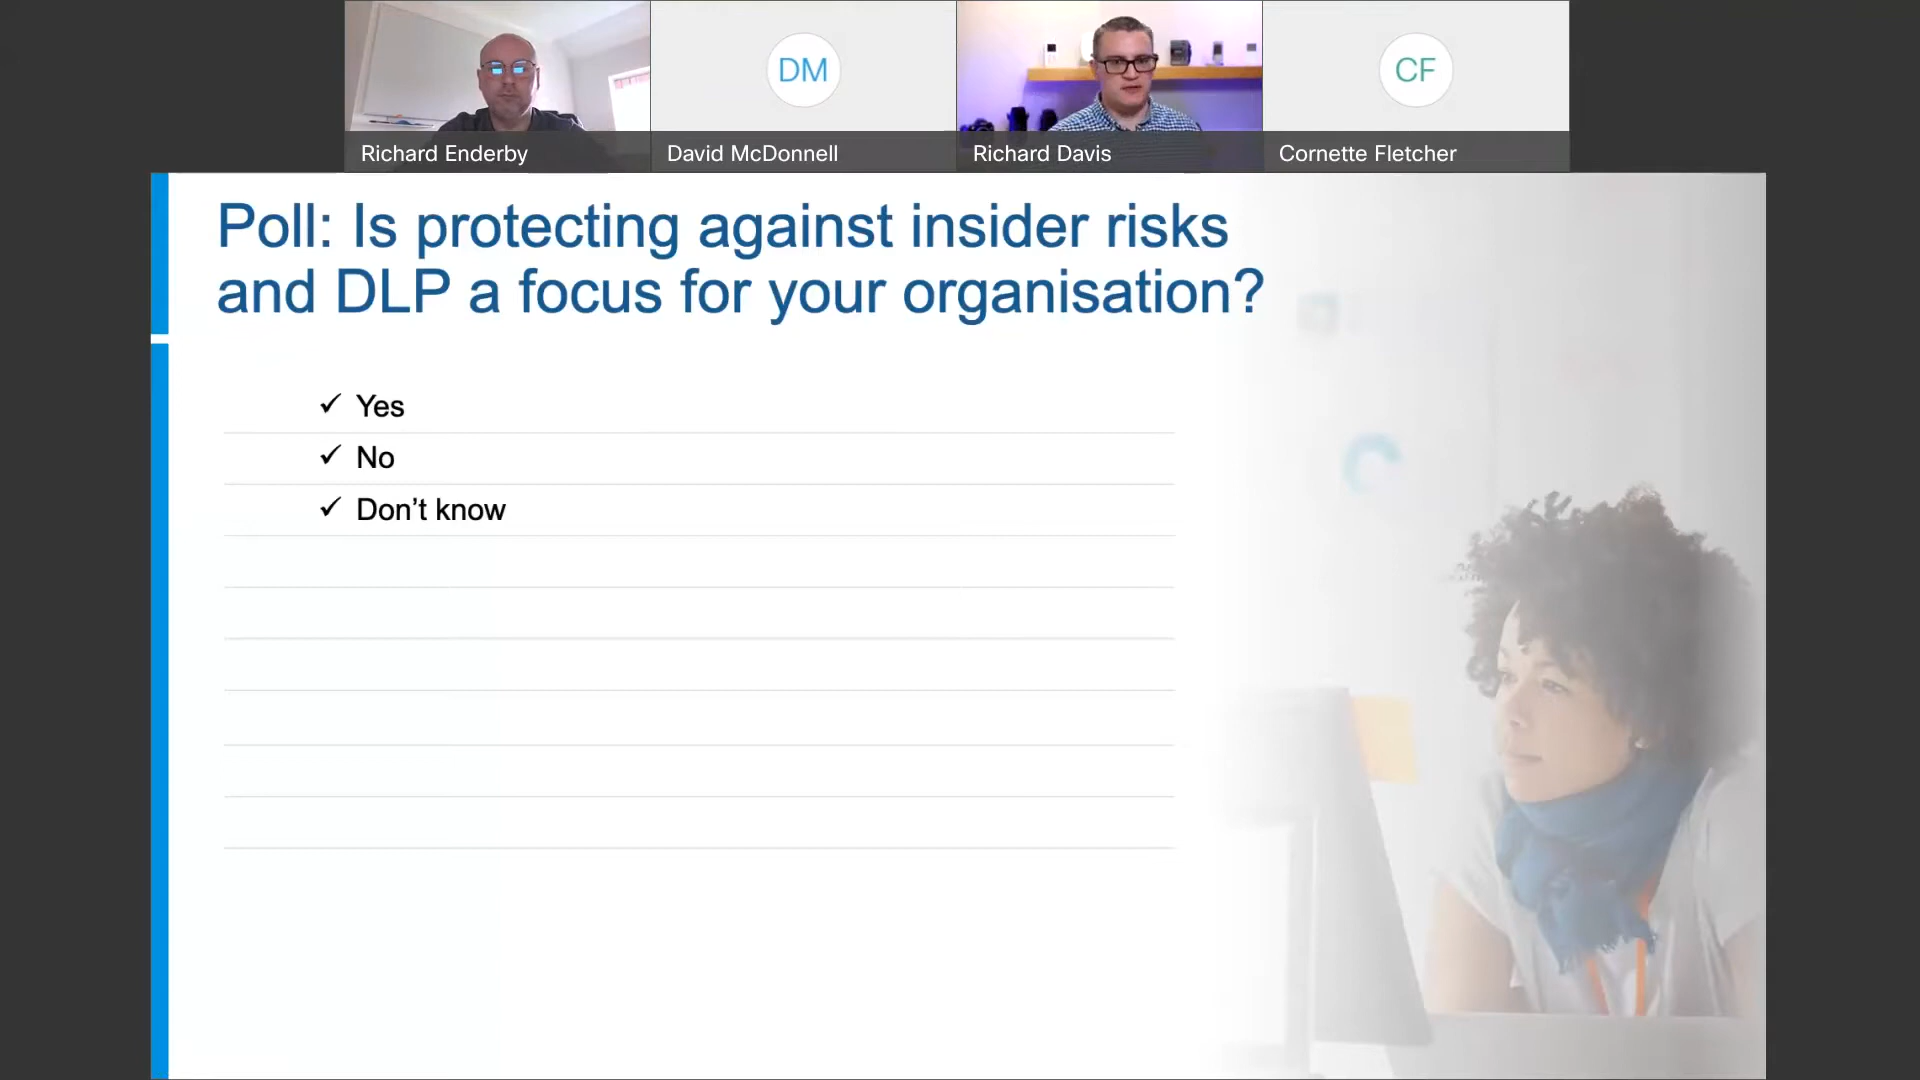 DM
CF
Richard Enderby
David McDonnell
Richard Davis
Cornette Fletcher
Poll: Is protecting against insider risks
and DLP a focus for your organisation?
✓ Yes
✓ No
✓ Don’t know